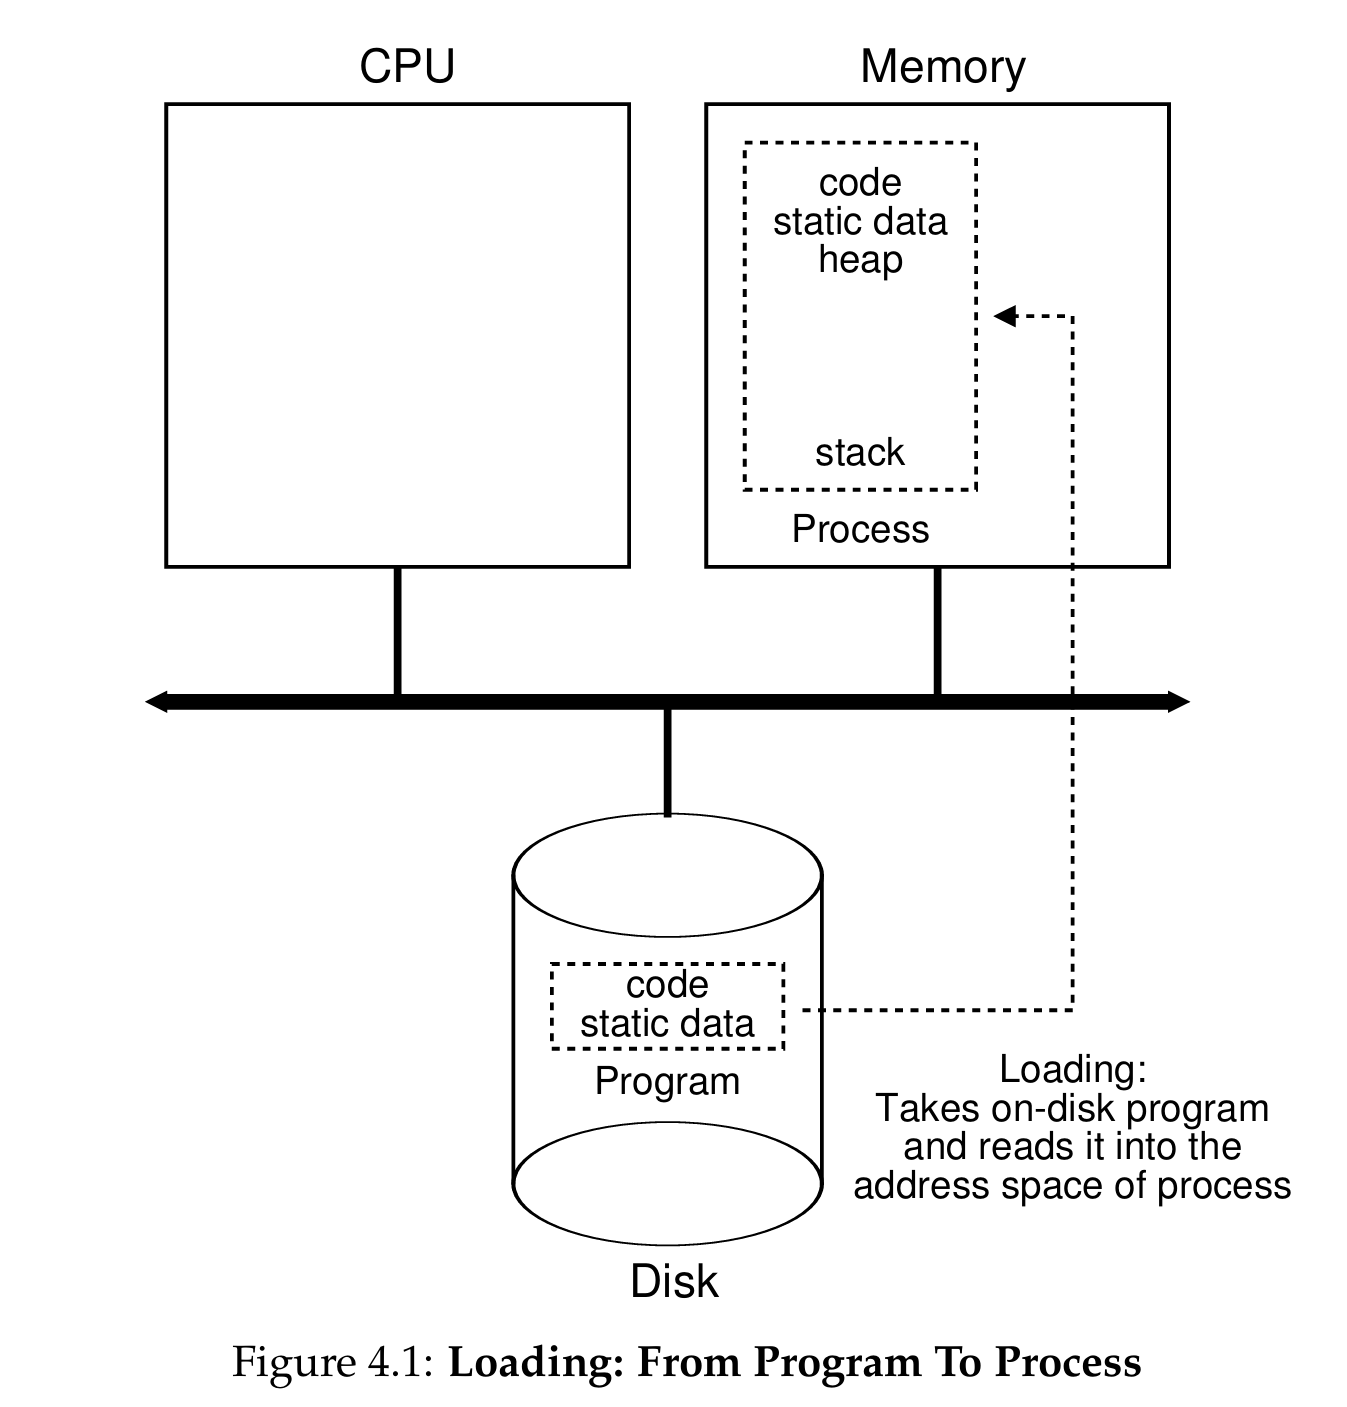 CPU
Memory
code
static data
heap
stack
Process
code
static data
Program
Loading:
Takes on-disk program
and reads it into the
address space of process
Disk
Figure 4.1: Loading: From Program To Process